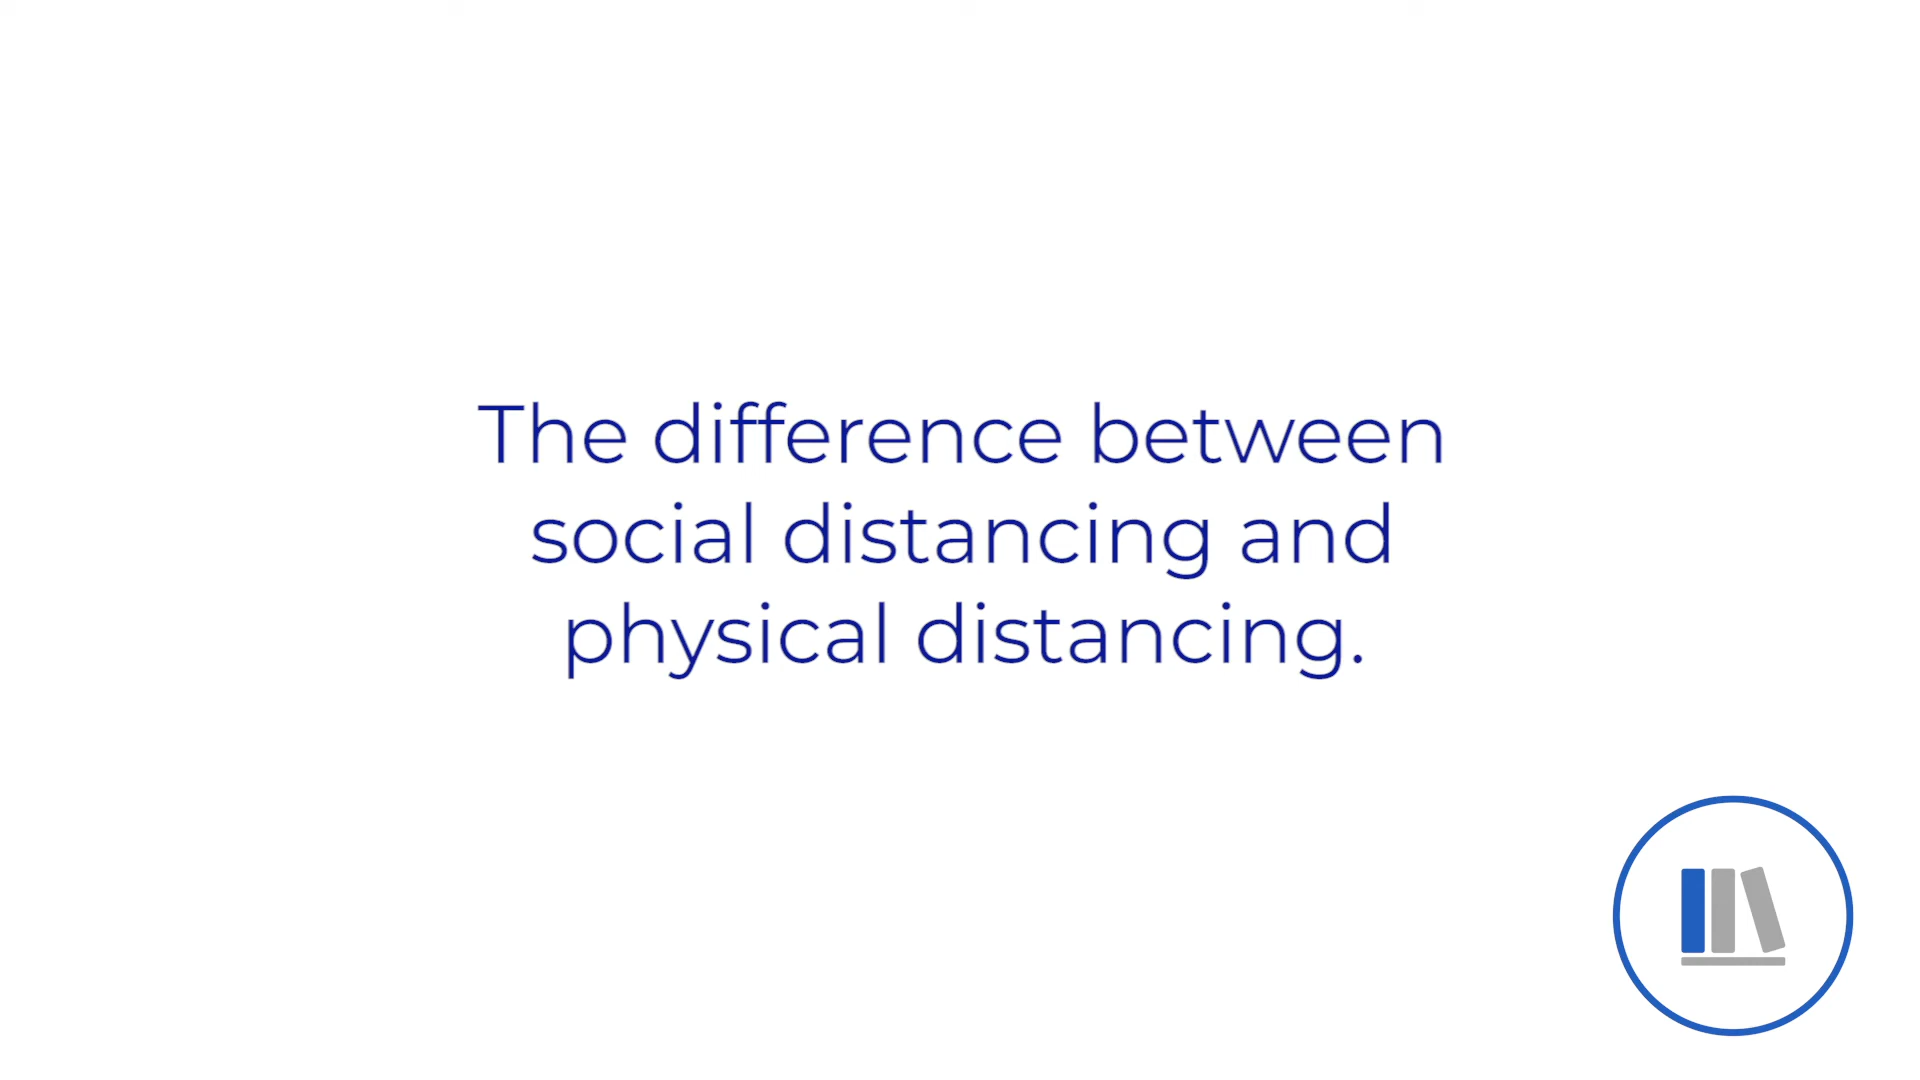 The difference between
social distancing and
physical distancing.